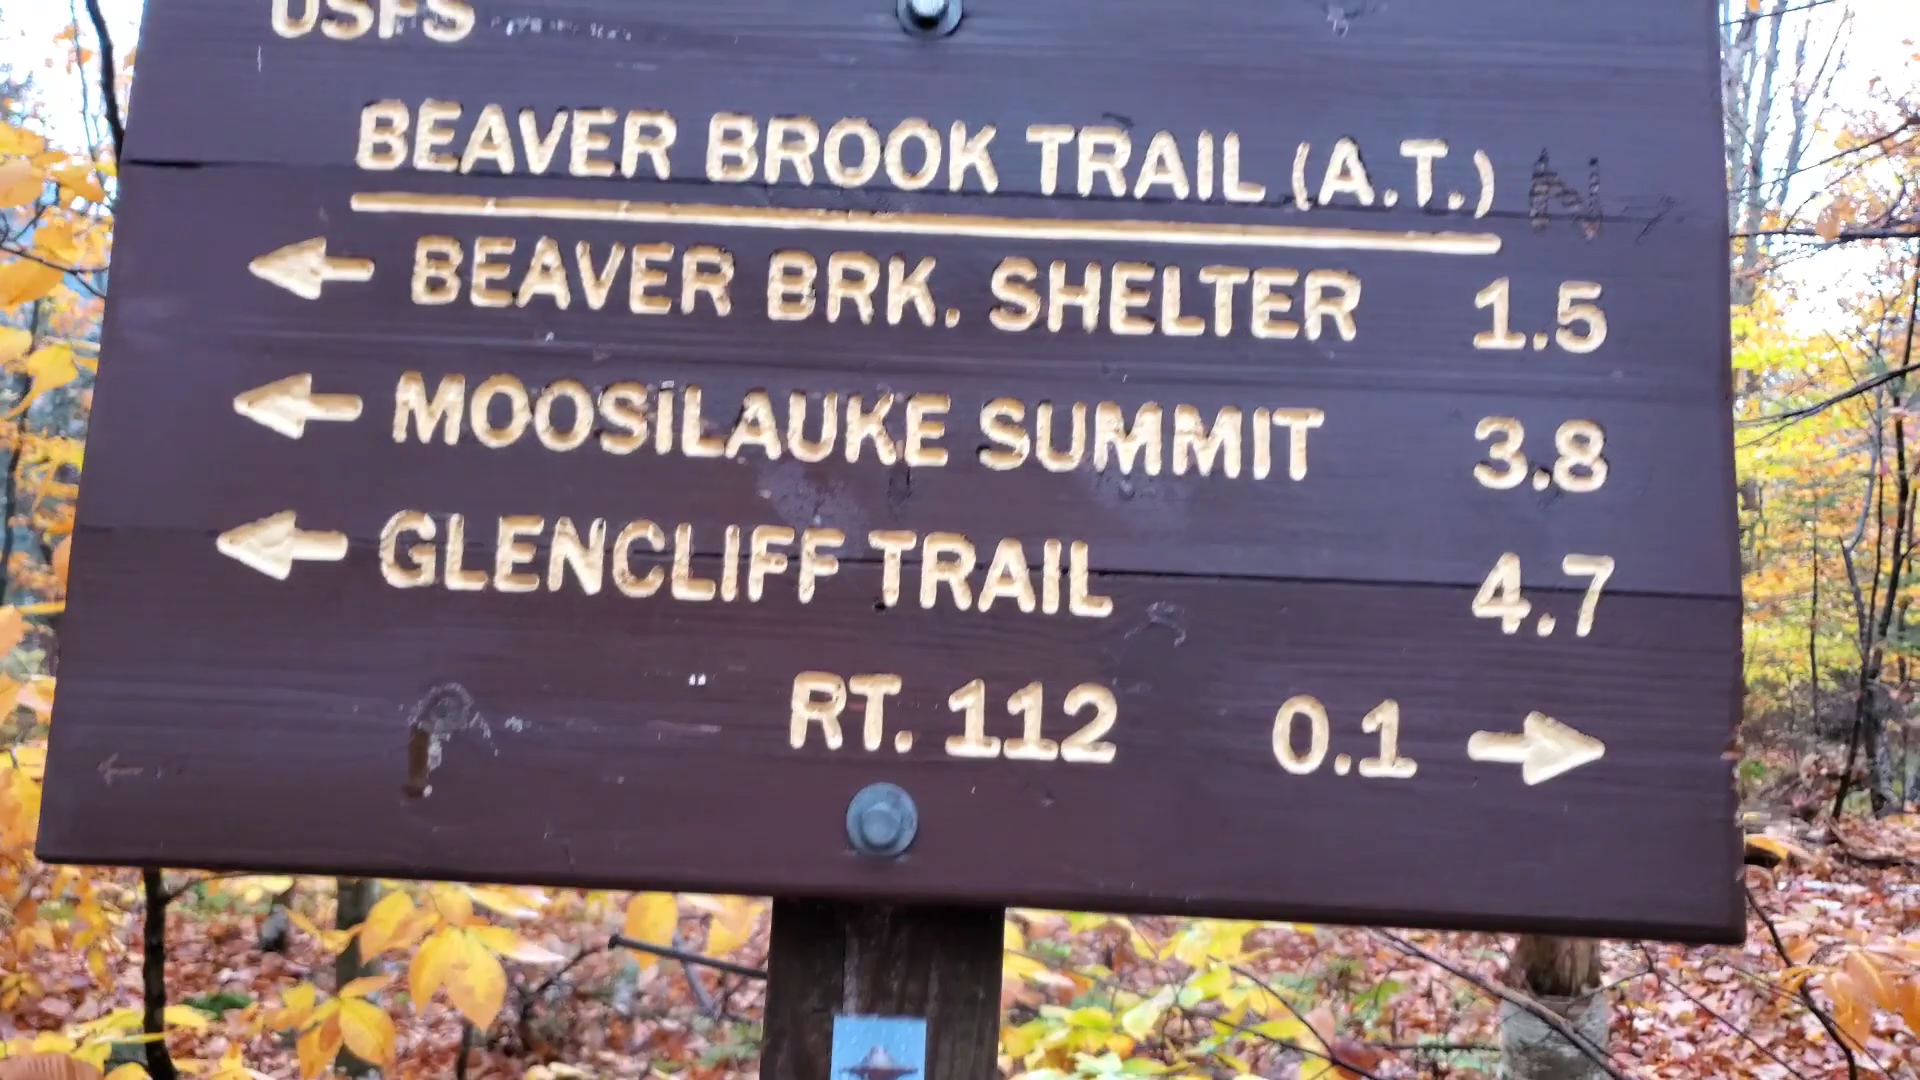 USFS
BEAVER BROOK TRAIL (A.T.) N
← BEAVER BRK. SHELTER 1.5
← MOOSILAUKE SUMMIT 3.8
← GLENCLIFF TRAIL 4.7
RT. 112 0.1 →